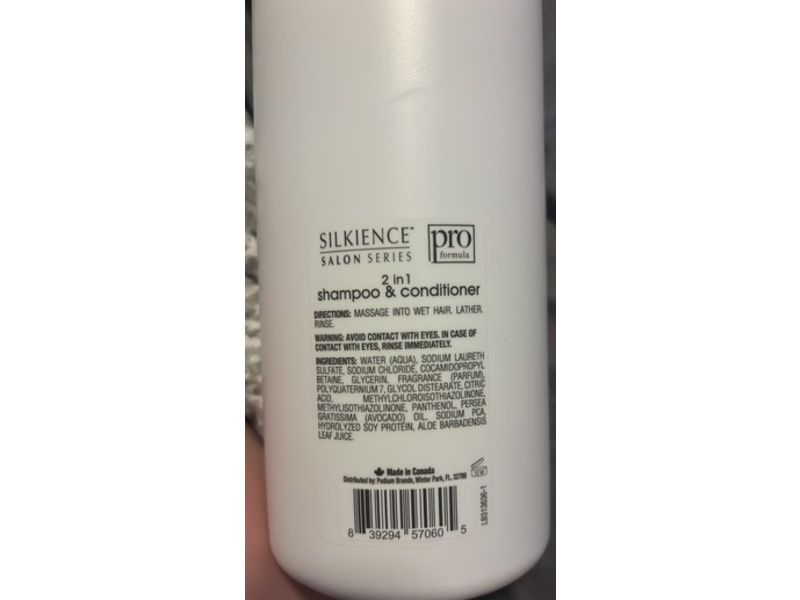 SILKIENCE™
SALON SERIES
pro
formula
2 in 1
shampoo & conditioner
DIRECTIONS: MASSAGE INTO WET HAIR. LATHER.
RINSE.
WARNING: AVOID CONTACT WITH EYES. IN CASE OF
CONTACT WITH EYES, RINSE IMMEDIATELY.
INGREDIENTS: WATER (AQUA), SODIUM LAURETH
SULFATE, SODIUM CHLORIDE, COCAMIDOPROPYL
BETAINE, GLYCERIN, FRAGRANCE (PARFUM),
POLYQUATERNIUM 7, GLYCOL DISTEARATE, CITRIC
ACID, METHYLCHLOROISOTHIAZOLINONE,
METHYLISOTHIAZOLINONE, PANTHENOL, PERSEA
GRATISSIMA (AVOCADO) OIL, SODIUM PCA,
HYDROLYZED SOY PROTEIN, ALOE BARBADENSIS
LEAF JUICE.
Made in Canada
Distributed by: Podium Brands, Winter Park, FL. 32789
LB313636-1
8 39294 57060 5